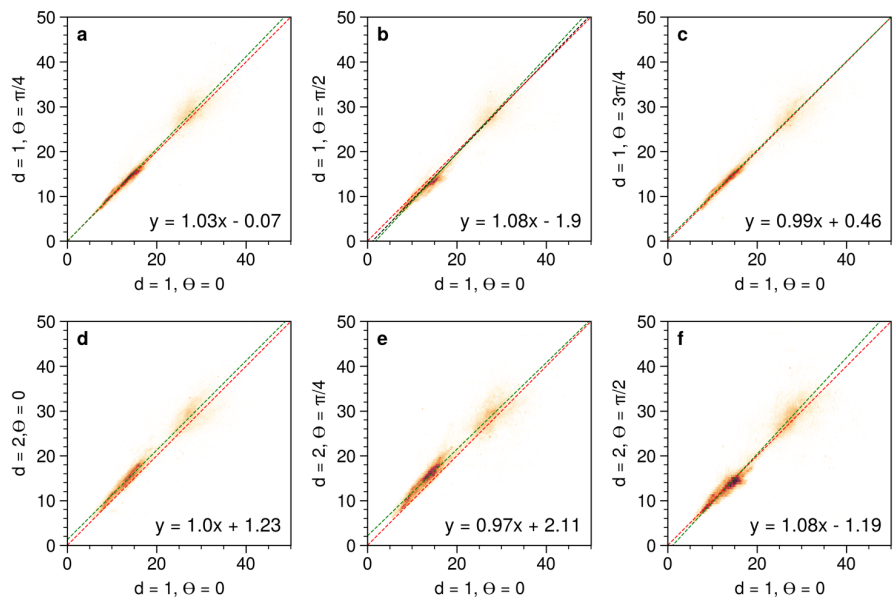 a
y = 1.03x - 0.07
d = 1, Θ = π/4
0
10
20
30
40
50
0
20
40
d = 1, Θ = 0
b
y = 1.08x - 1.9
d = 1, Θ = π/2
0
10
20
30
40
50
0
20
40
d = 1, Θ = 0
c
y = 0.99x + 0.46
d = 1, Θ = 3π/4
0
10
20
30
40
50
0
20
40
d = 1, Θ = 0
d
y = 1.0x + 1.23
d = 2,Θ = 0
0
10
20
30
40
50
0
20
40
d = 1, Θ = 0
e
y = 0.97x + 2.11
d = 2, Θ = π/4
0
10
20
30
40
50
0
20
40
d = 1, Θ = 0
f
y = 1.08x - 1.19
d = 2, Θ = π/2
0
10
20
30
40
50
0
20
40
d = 1, Θ = 0